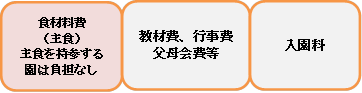 食材料費
（主食）
主食を持参する
園は負担なし
教材費、行事費
父母会費等
入園料